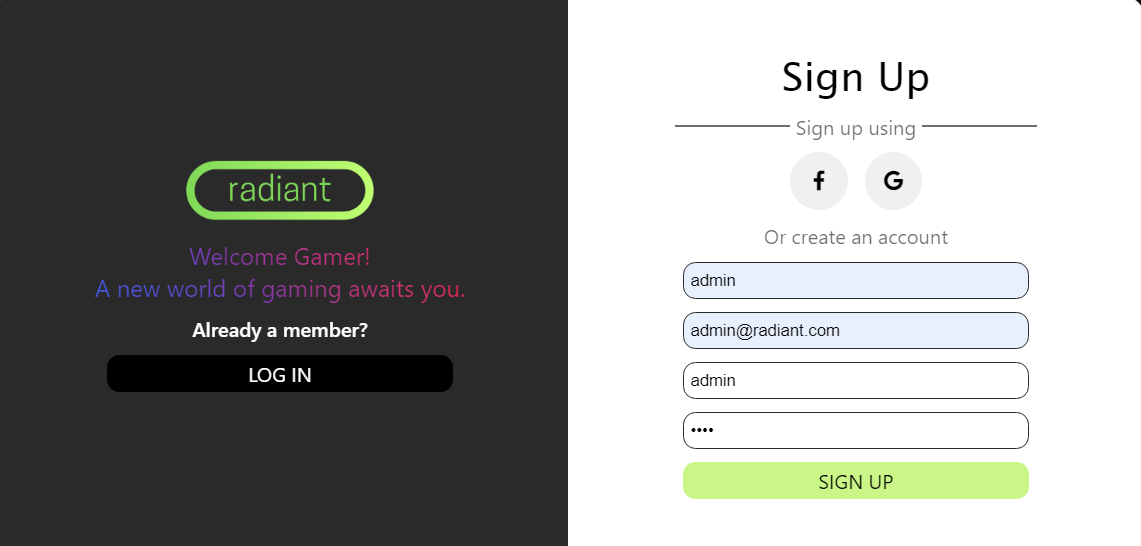 radiant
Welcome Gamer!
A new world of gaming awaits you.
Already a member?
LOG IN
Sign Up
Sign up using
f G
Or create an account
admin
admin@radiant.com
admin
••••
SIGN UP